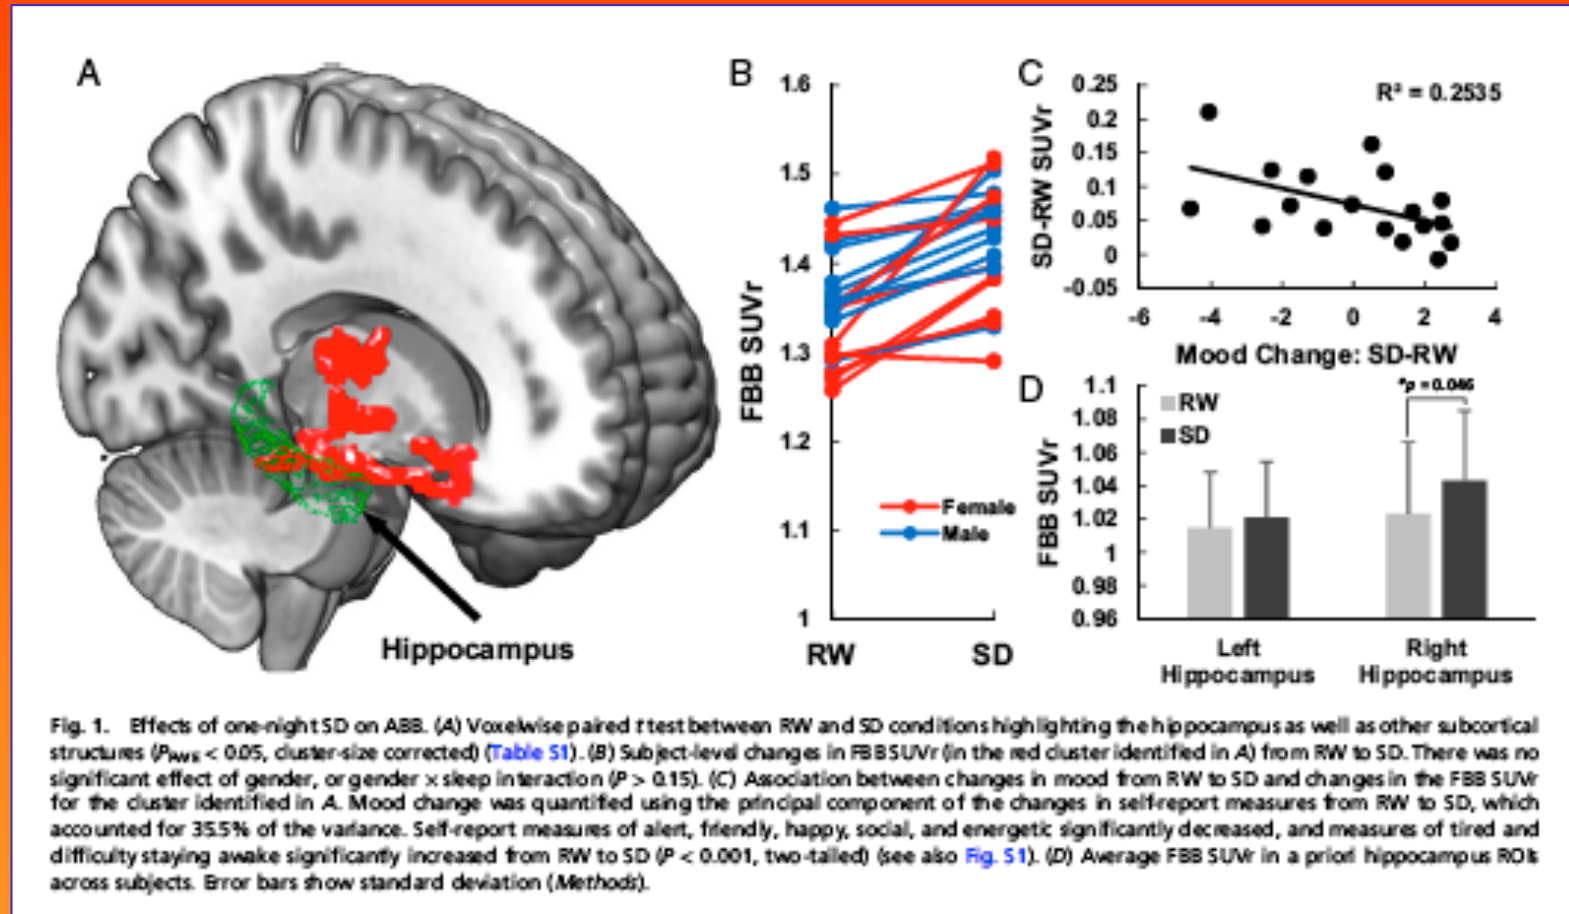 A
Hippocampus
B
1.6
1.5
1.4
1.3
1.2
1.1
1
FBB SUVr
Female
Male
RW SD
C
0.25
0.2
0.15
0.1
0.05
0
-0.05
SD-RW SUVr
R² = 0.2535
-6 -4 -2 0 2 4
Mood Change: SD-RW
D
1.1
1.08
1.06
1.04
1.02
1
0.98
0.96
FBB SUVr
RW
SD
*p = 0.046
Left Hippocampus
Right Hippocampus
Fig. 1. Effects of one-night SD on ABB. (A) Voxelwise paired t test between RW and SD conditions highlighting the hippocampus as well as other subcortical
structures (PFWE < 0.05, cluster-size corrected) (Table S1). (B) Subject-level changes in FBB SUVr (in the red cluster identified in A) from RW to SD. There was no
significant effect of gender, or gender × sleep interaction (P > 0.15). (C) Association between changes in mood from RW to SD and changes in the FBB SUVr
for the cluster identified in A. Mood change was quantified using the principal component of the changes in self-report measures from RW to SD, which
accounted for 35.5% of the variance. Self-report measures of alert, friendly, happy, social, and energetic significantly decreased, and measures of tired and
difficulty staying awake significantly increased from RW to SD (P < 0.001, two-tailed) (see also Fig. S1). (D) Average FBB SUVr in a priori hippocampus ROIs
across subjects. Error bars show standard deviation (Methods).